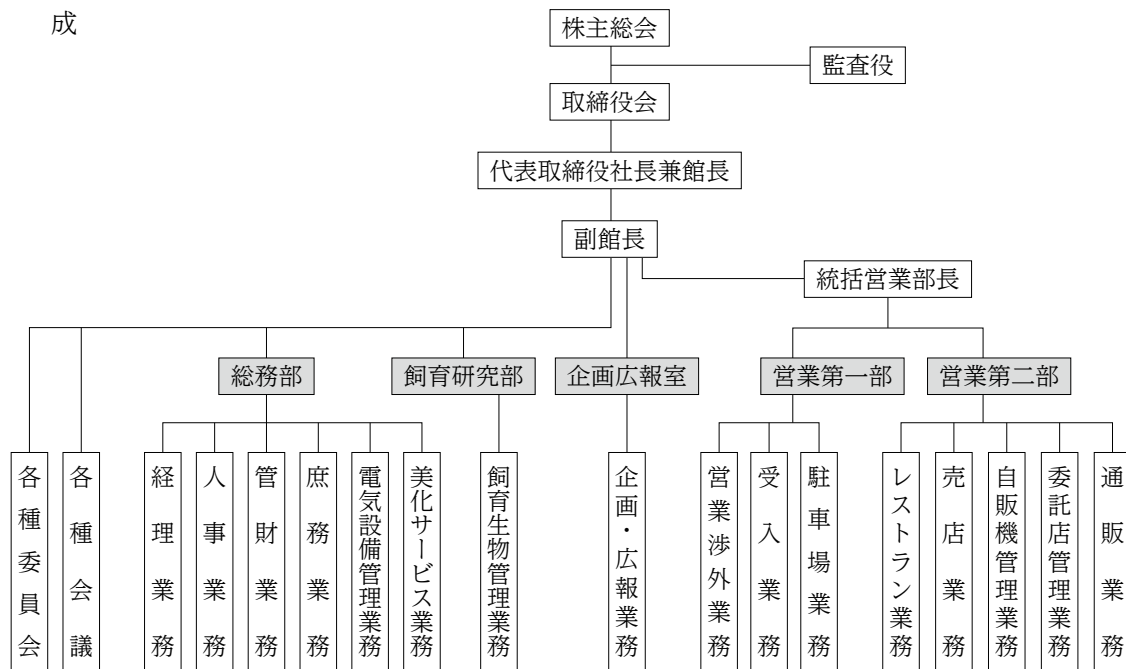 成
株主総会
監査役
取締役会
代表取締役社長兼館長
副館長
統括営業部長
総務部
飼育研究部
企画広報室
営業第一部
営業第二部
各種委員会
各種会議
経理業務
人事業務
管財業務
庶務業務
電気設備管理業務
美化サービス業務
飼育生物管理業務
企画・広報業務
営業渉外業務
受入業務
駐車場業務
レストラン業務
売店業務
自販機管理業務
委託店管理業務
通販業務